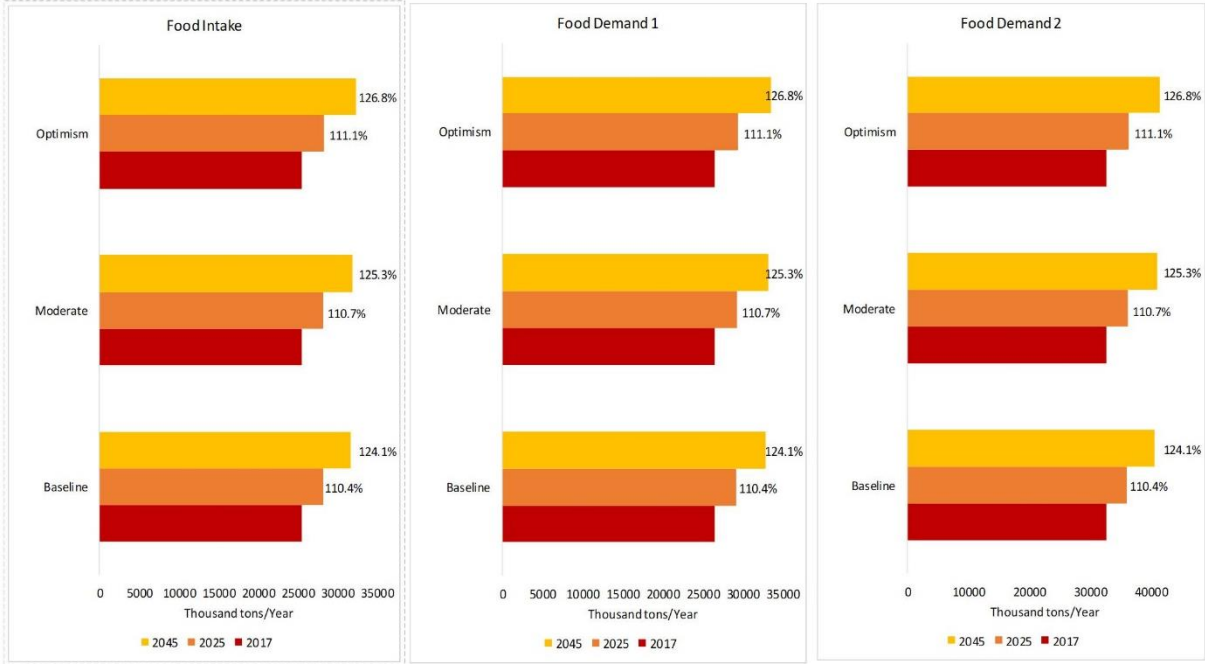 Food Intake
126.8%
Optimism
111.1%
125.3%
Moderate
110.7%
124.1%
Baseline
110.4%
0 5000 10000 15000 20000 25000 30000 35000
Thousand tons/Year
2045 2025 2017
Food Demand 1
126.8%
Optimism
111.1%
125.3%
Moderate
110.7%
124.1%
Baseline
110.4%
0 5000 10000 15000 20000 25000 30000 35000
Thousand tons/Year
2045 2025 2017
Food Demand 2
126.8%
Optimism
111.1%
125.3%
Moderate
110.7%
124.1%
Baseline
110.4%
0 10000 20000 30000 40000
Thousand tons/Year
2045 2025 2017